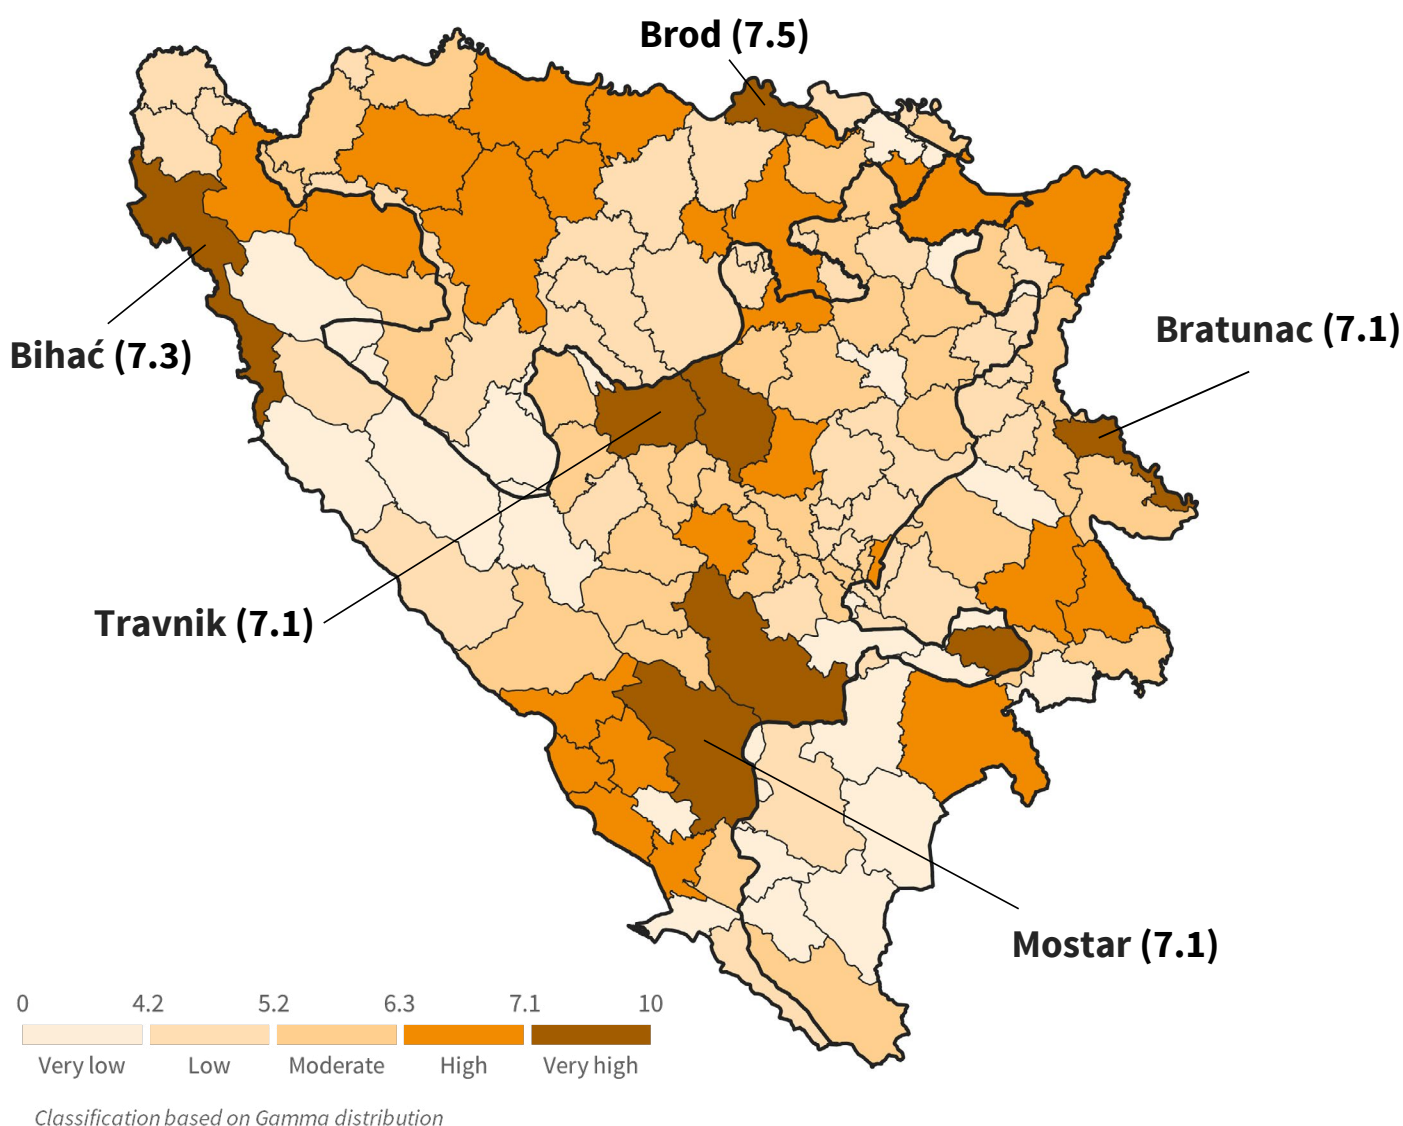 Brod (7.5)
Bratunac (7.1)
Bihać (7.3)
Travnik (7.1)
Mostar (7.1)
0 4.2 5.2 6.3 7.1 10
Very low Low Moderate High Very high
Classification based on Gamma distribution